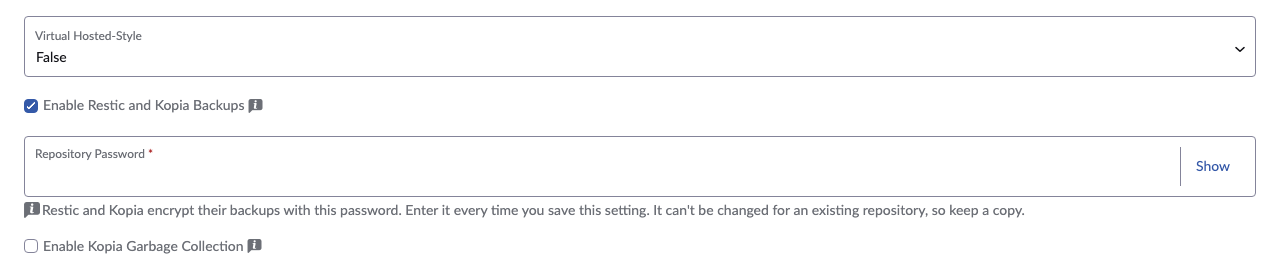 Virtual Hosted-Style
False
Enable Restic and Kopia Backups
Repository Password *
Show
Restic and Kopia encrypt their backups with this password. Enter it every time you save this setting. It can't be changed for an existing repository, so keep a copy.
Enable Kopia Garbage Collection